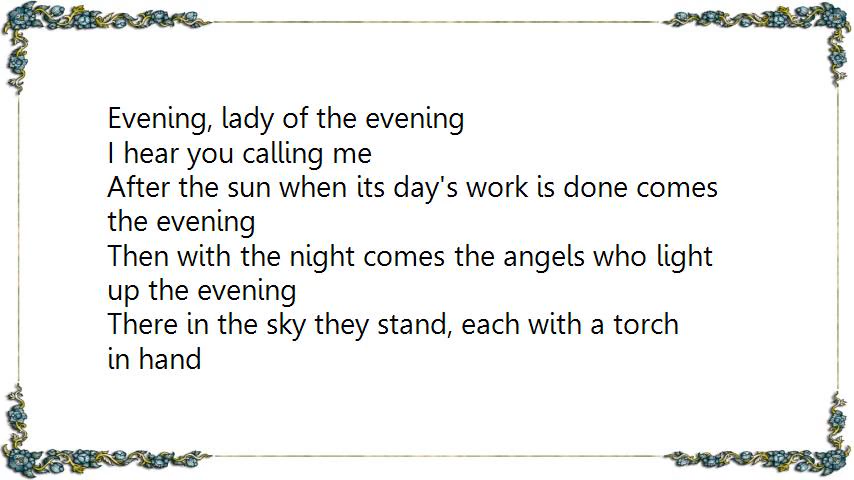 Evening, lady of the evening
I hear you calling me
After the sun when its day's work is done comes
the evening
Then with the night comes the angels who light
up the evening
There in the sky they stand, each with a torch
in hand